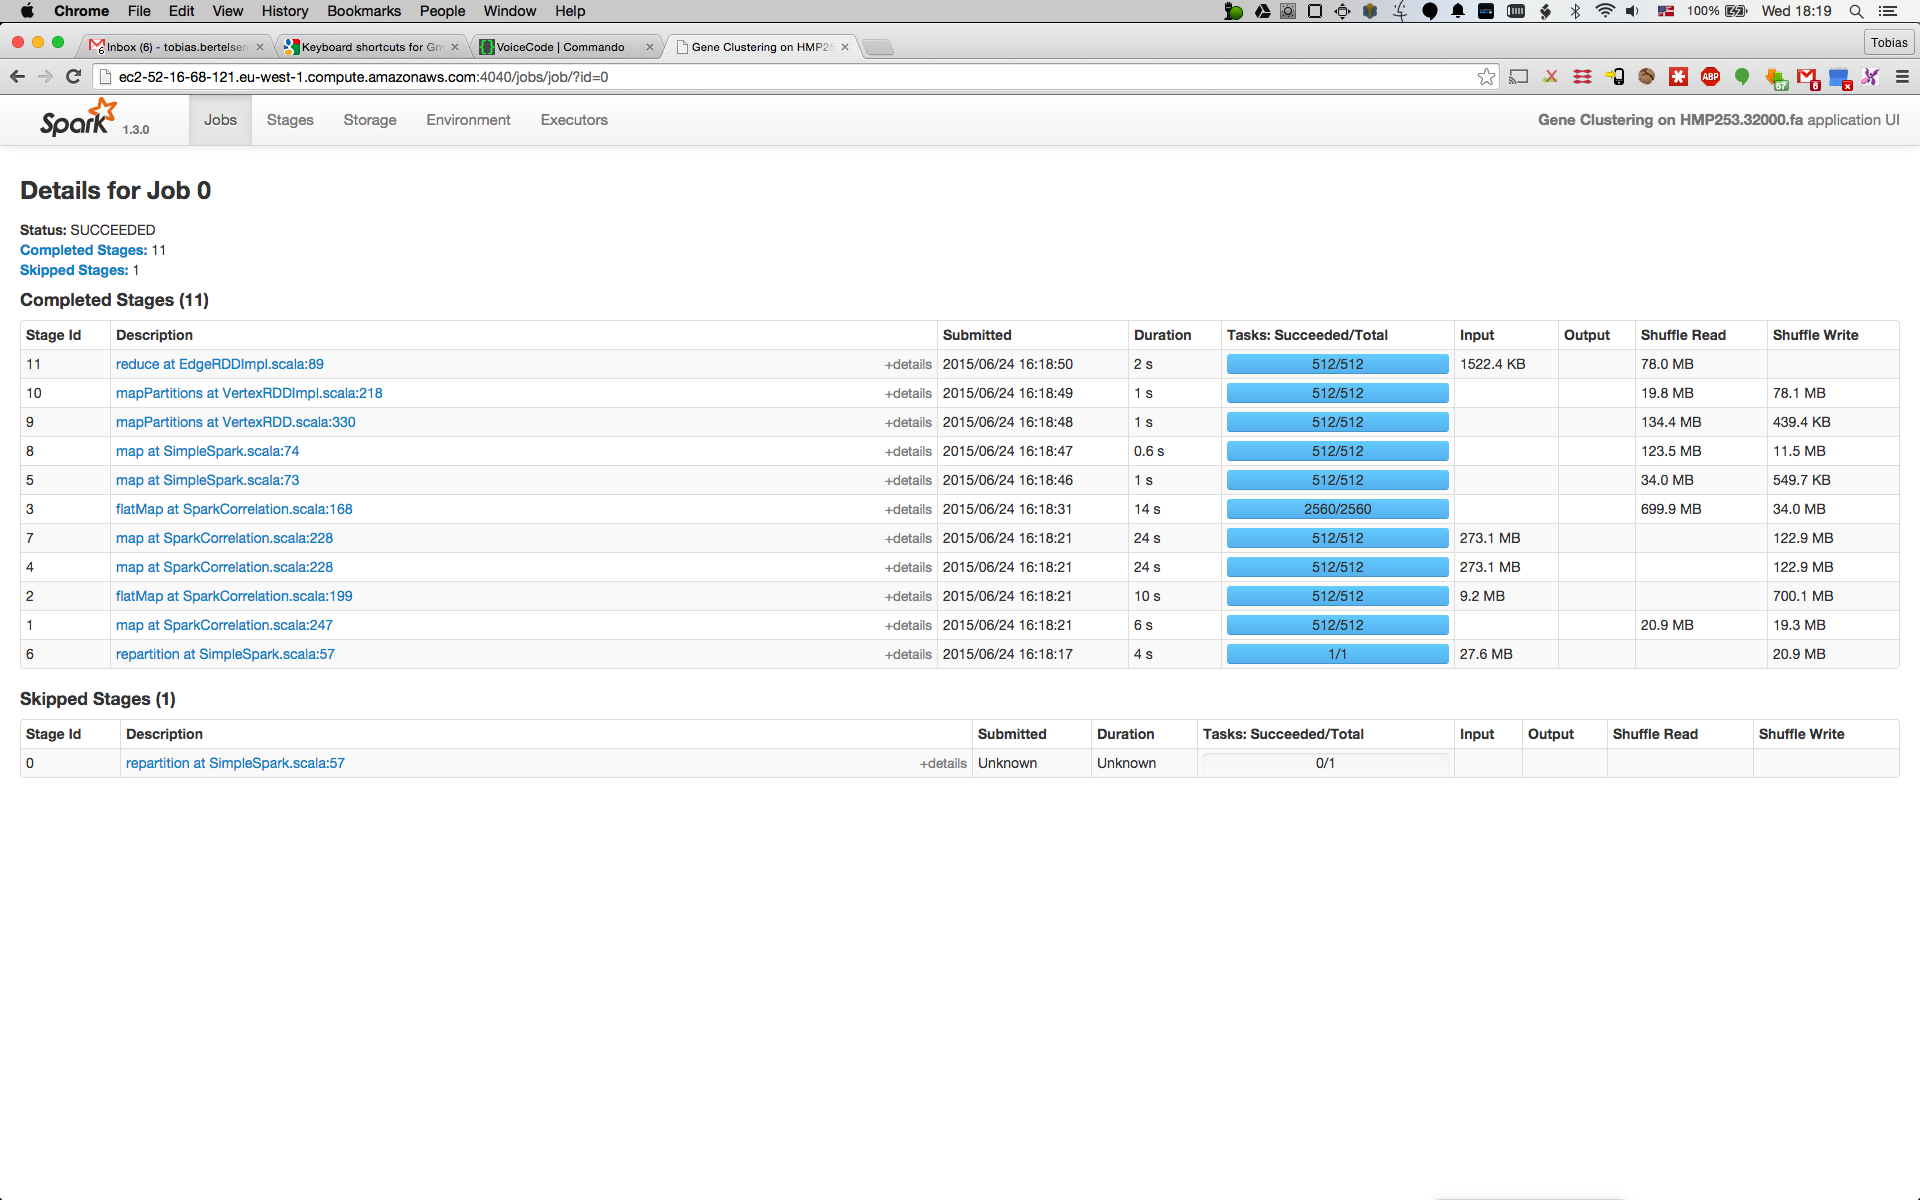 Chrome File Edit View History Bookmarks People Window Help 100% Wed 18:19
Inbox (6) - tobias.bertelsen Keyboard shortcuts for Gm VoiceCode | Commando Gene Clustering on HMP25 Tobias
ec2-52-16-68-121.eu-west-1.compute.amazonaws.com:4040/jobs/job/?id=0 ABP 67 6
Spark 1.3.0 Jobs Stages Storage Environment Executors Gene Clustering on HMP253.32000.fa application UI
Details for Job 0
Status: SUCCEEDED
Completed Stages: 11
Skipped Stages: 1
Completed Stages (11)
Stage Id Description Submitted Duration Tasks: Succeeded/Total Input Output Shuffle Read Shuffle Write
11 reduce at EdgeRDDImpl.scala:89 +details 2015/06/24 16:18:50 2 s 512/512 1522.4 KB 78.0 MB
10 mapPartitions at VertexRDDImpl.scala:218 +details 2015/06/24 16:18:49 1 s 512/512 19.8 MB 78.1 MB
9 mapPartitions at VertexRDD.scala:330 +details 2015/06/24 16:18:48 1 s 512/512 134.4 MB 439.4 KB
8 map at SimpleSpark.scala:74 +details 2015/06/24 16:18:47 0.6 s 512/512 123.5 MB 11.5 MB
5 map at SimpleSpark.scala:73 +details 2015/06/24 16:18:46 1 s 512/512 34.0 MB 549.7 KB
3 flatMap at SparkCorrelation.scala:168 +details 2015/06/24 16:18:31 14 s 2560/2560 699.9 MB 34.0 MB
7 map at SparkCorrelation.scala:228 +details 2015/06/24 16:18:21 24 s 512/512 273.1 MB 122.9 MB
4 map at SparkCorrelation.scala:228 +details 2015/06/24 16:18:21 24 s 512/512 273.1 MB 122.9 MB
2 flatMap at SparkCorrelation.scala:199 +details 2015/06/24 16:18:21 10 s 512/512 9.2 MB 700.1 MB
1 map at SparkCorrelation.scala:247 +details 2015/06/24 16:18:21 6 s 512/512 20.9 MB 19.3 MB
6 repartition at SimpleSpark.scala:57 +details 2015/06/24 16:18:17 4 s 1/1 27.6 MB 20.9 MB
Skipped Stages (1)
Stage Id Description Submitted Duration Tasks: Succeeded/Total Input Output Shuffle Read Shuffle Write
0 repartition at SimpleSpark.scala:57 +details Unknown Unknown 0/1